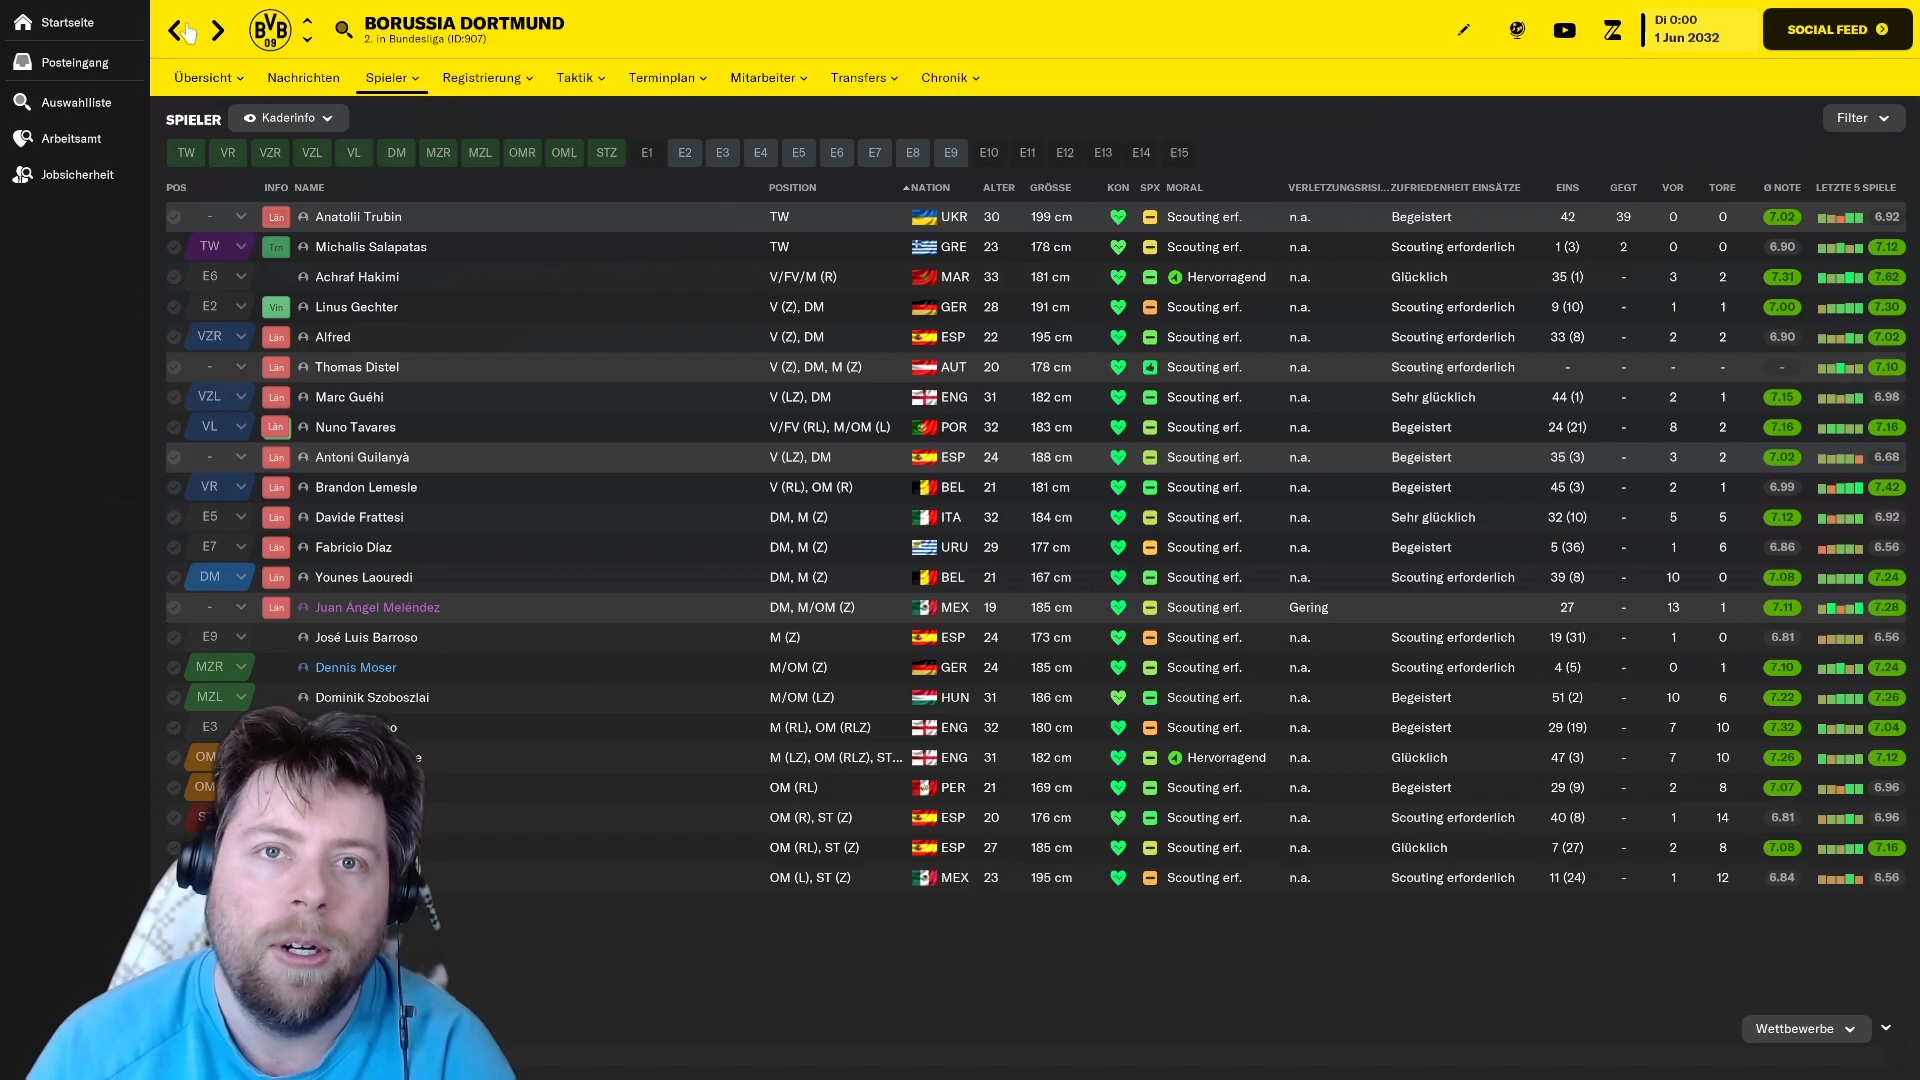 Startseite
Posteingang
Auswahlliste
Arbeitsamt
Jobsicherheit
BVB 09
BORUSSIA DORTMUND
2. in Bundesliga (ID:907)
Di 0:00
1 Jun 2032
SOCIAL FEED
Übersicht Nachrichten Spieler Registrierung Taktik Terminplan Mitarbeiter Transfers Chronik
SPIELER Kaderinfo Filter
TW VR VZR VZL VL DM MZR MZL OMR OML STZ E1 E2 E3 E4 E5 E6 E7 E8 E9 E10 E11 E12 E13 E14 E15
POS INFO NAME POSITION NATION ALTER GRÖSSE KON SPX MORAL VERLETZUNGSRISI... ZUFRIEDENHEIT EINSÄTZE EINS GEGT VOR TORE Ø NOTE LETZTE 5 SPIELE
- Län Anatolii Trubin TW UKR 30 199 cm Scouting erf. n.a. Begeistert 42 39 0 0 7.02 6.92
TW Trn Michalis Salapatas TW GRE 23 178 cm Scouting erf. n.a. Scouting erforderlich 1 (3) 2 0 0 6.90 7.12
E6 Achraf Hakimi V/FV/M (R) MAR 33 181 cm Hervorragend n.a. Glücklich 35 (1) - 3 2 7.31 7.62
E2 Vin Linus Gechter V (Z), DM GER 28 191 cm Scouting erf. n.a. Scouting erforderlich 9 (10) - 1 1 7.00 7.30
VZR Län Alfred V (Z), DM ESP 22 195 cm Scouting erf. n.a. Scouting erforderlich 33 (8) - 2 2 6.90 7.02
- Län Thomas Distel V (Z), DM, M (Z) AUT 20 178 cm Scouting erf. n.a. Scouting erforderlich - - - - - 7.10
VZL Län Marc Guéhi V (LZ), DM ENG 31 182 cm Scouting erf. n.a. Sehr glücklich 44 (1) - 2 1 7.15 6.98
VL Län Nuno Tavares V/FV (RL), M/OM (L) POR 32 183 cm Scouting erf. n.a. Begeistert 24 (21) - 8 2 7.16 7.16
- Län Antoni Guilanyà V (LZ), DM ESP 24 188 cm Scouting erf. n.a. Begeistert 35 (3) - 3 2 7.02 6.68
VR Län Brandon Lemesle V (RL), OM (R) BEL 21 181 cm Scouting erf. n.a. Begeistert 45 (3) - 2 1 6.99 7.42
E5 Län Davide Frattesi DM, M (Z) ITA 32 184 cm Scouting erf. n.a. Sehr glücklich 32 (10) - 5 5 7.12 6.92
E7 Län Fabricio Díaz DM, M (Z) URU 29 177 cm Scouting erf. n.a. Begeistert 5 (36) - 1 6 6.86 6.56
DM Län Younes Laouredi DM, M (Z) BEL 21 167 cm Scouting erf. n.a. Scouting erforderlich 39 (8) - 10 0 7.08 7.24
- Län Juan Ángel Meléndez DM, M/OM (Z) MEX 19 185 cm Scouting erf. Gering 27 - 13 1 7.11 7.28
E9 José Luis Barroso M (Z) ESP 24 173 cm Scouting erf. n.a. Scouting erforderlich 19 (31) - 1 0 6.81 6.56
MZR Dennis Moser M/OM (Z) GER 24 185 cm Scouting erf. n.a. Scouting erforderlich 4 (5) - 0 1 7.10 7.24
MZL Dominik Szoboszlai M/OM (LZ) HUN 31 186 cm Scouting erf. n.a. Begeistert 51 (2) - 10 6 7.22 7.26
E3 o M (RL), OM (RLZ) ENG 32 180 cm Scouting erf. n.a. Begeistert 29 (19) - 7 10 7.32 7.04
OM e M (LZ), OM (RLZ), ST... ENG 31 182 cm Hervorragend n.a. Glücklich 47 (3) - 7 10 7.26 7.12
OM OM (RL) PER 21 169 cm Scouting erf. n.a. Begeistert 29 (9) - 2 8 7.07 6.96
S OM (R), ST (Z) ESP 20 176 cm Scouting erf. n.a. Scouting erforderlich 40 (8) - 1 14 6.81 6.96
OM (RL), ST (Z) ESP 27 185 cm Scouting erf. n.a. Glücklich 7 (27) - 2 8 7.08 7.16
OM (L), ST (Z) MEX 23 195 cm Scouting erf. n.a. Scouting erforderlich 11 (24) - 1 12 6.84 6.56
Wettbewerbe